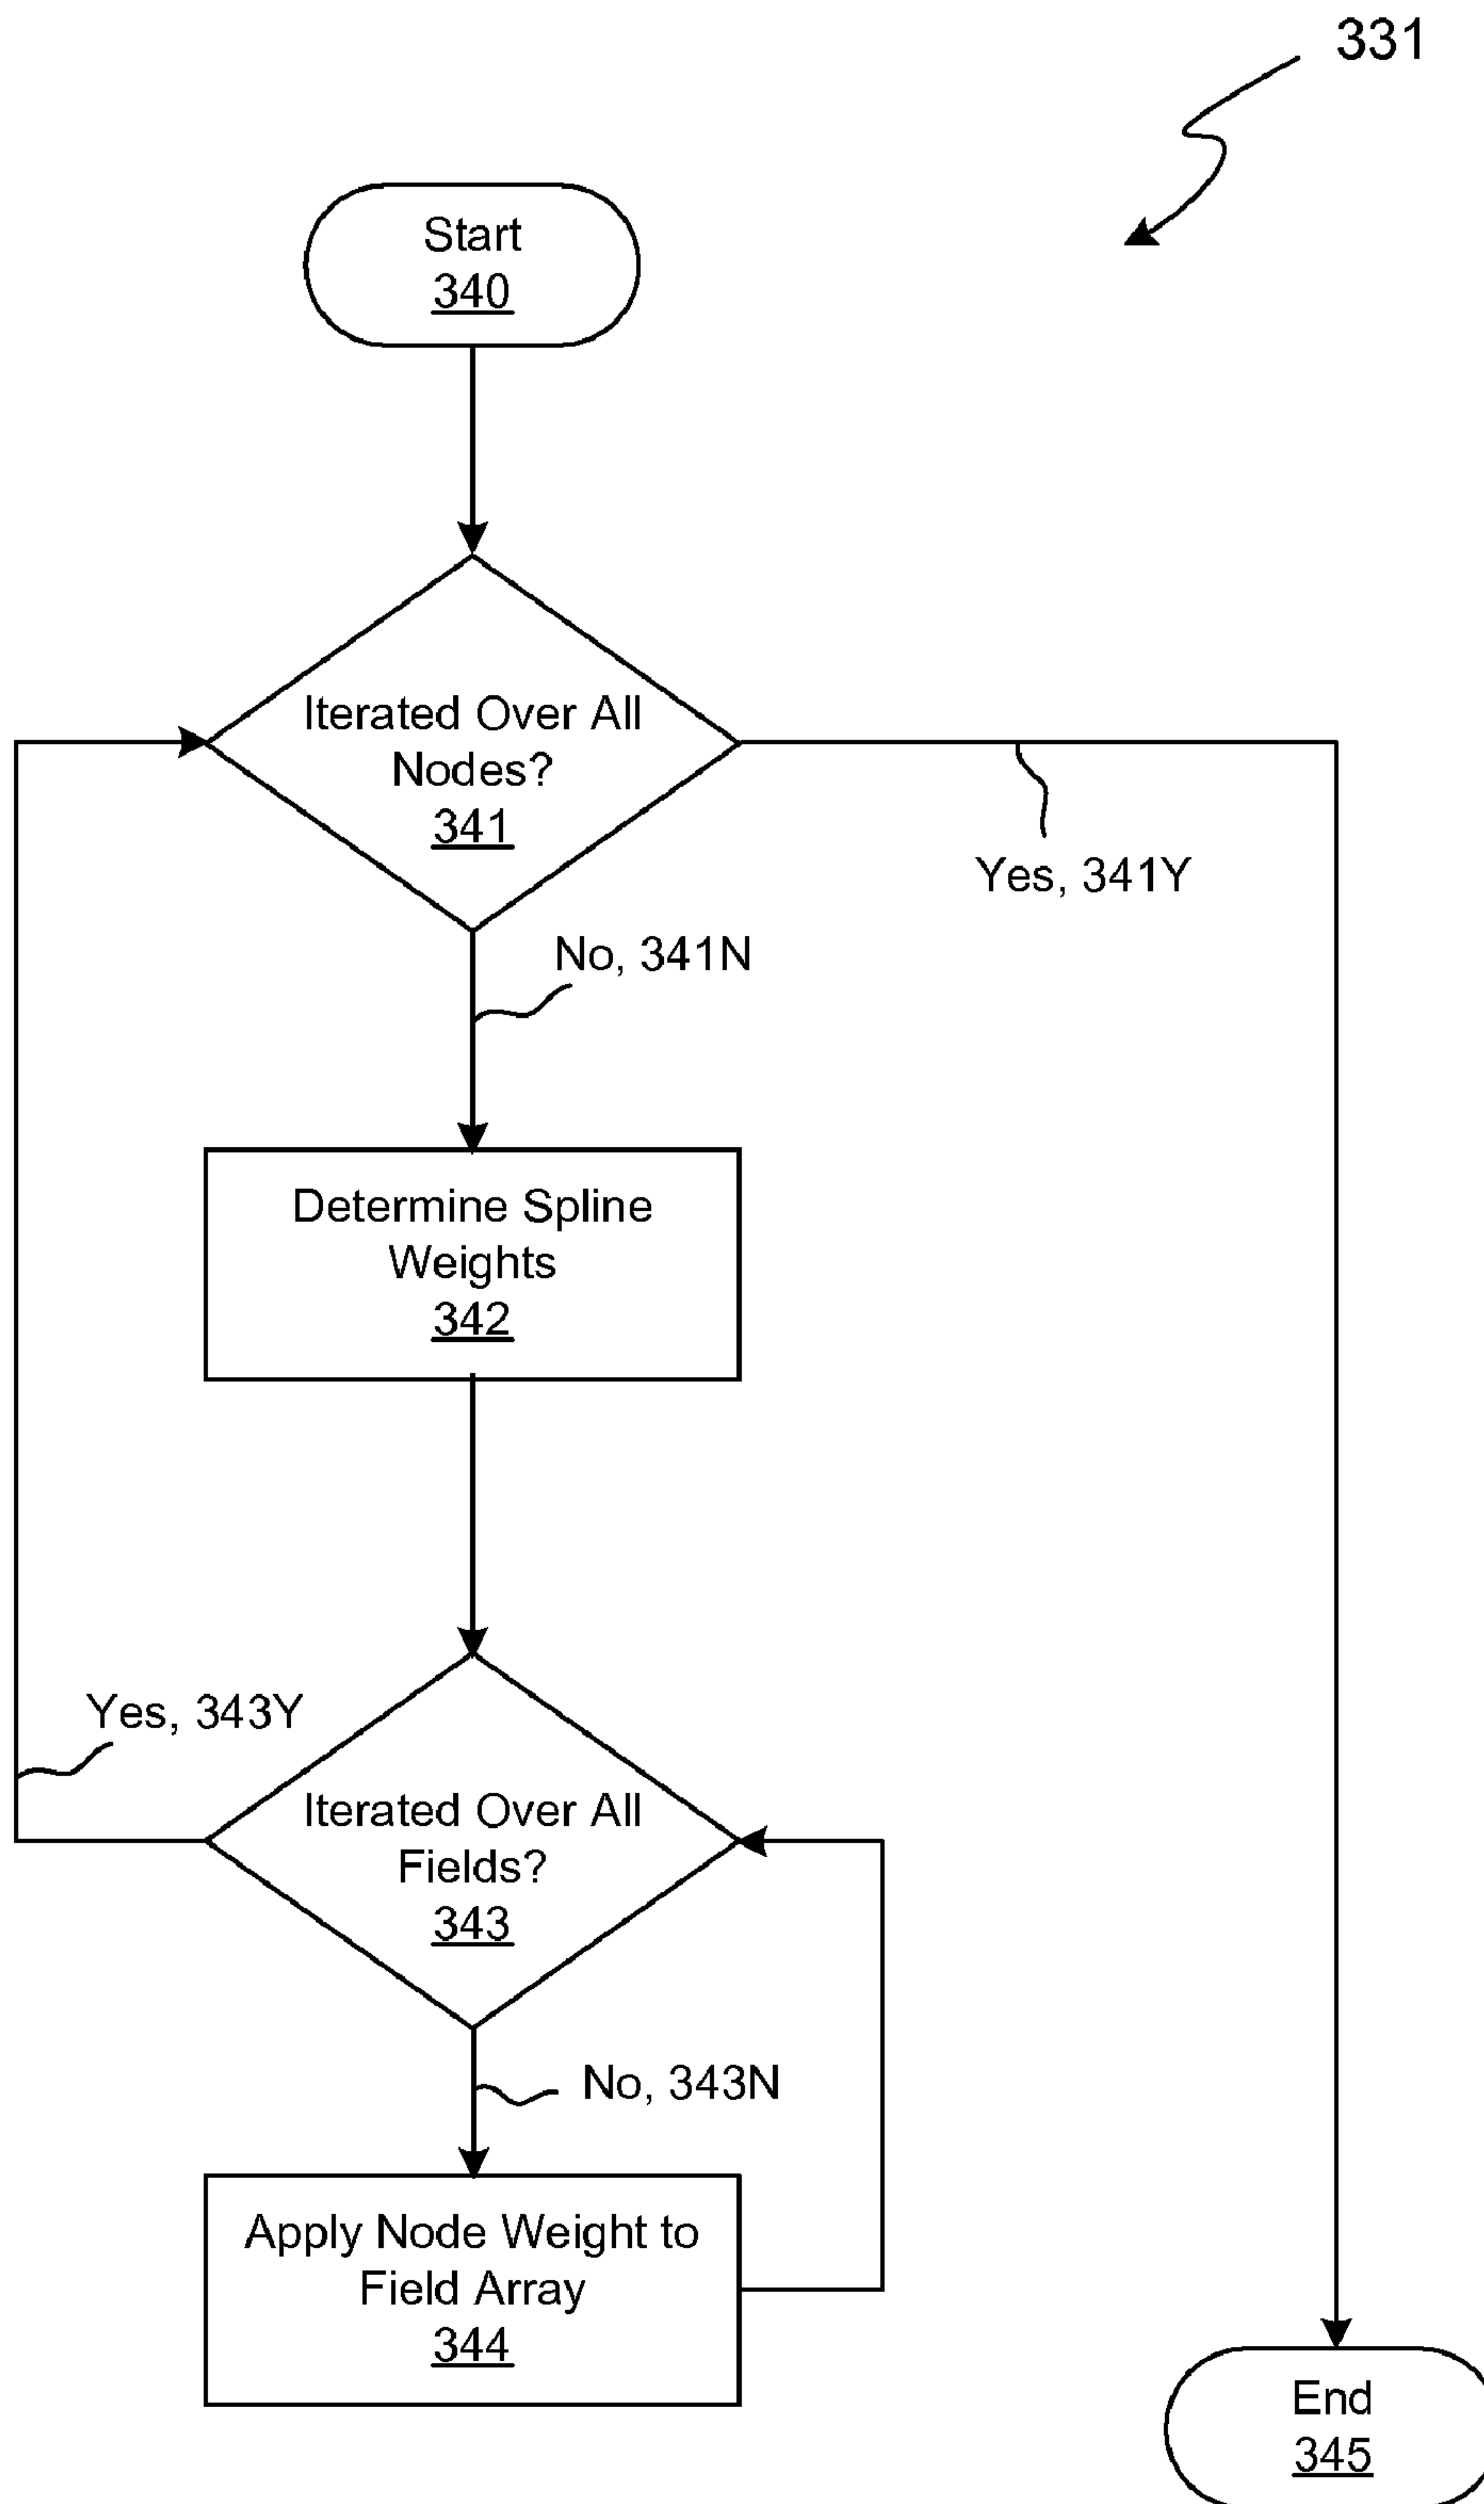 331
Start
340
Iterated Over All
Nodes?
341
Yes, 341Y
No, 341N
Determine Spline
Weights
342
Yes, 343Y
Iterated Over All
Fields?
343
No, 343N
Apply Node Weight to
Field Array
344
End
345